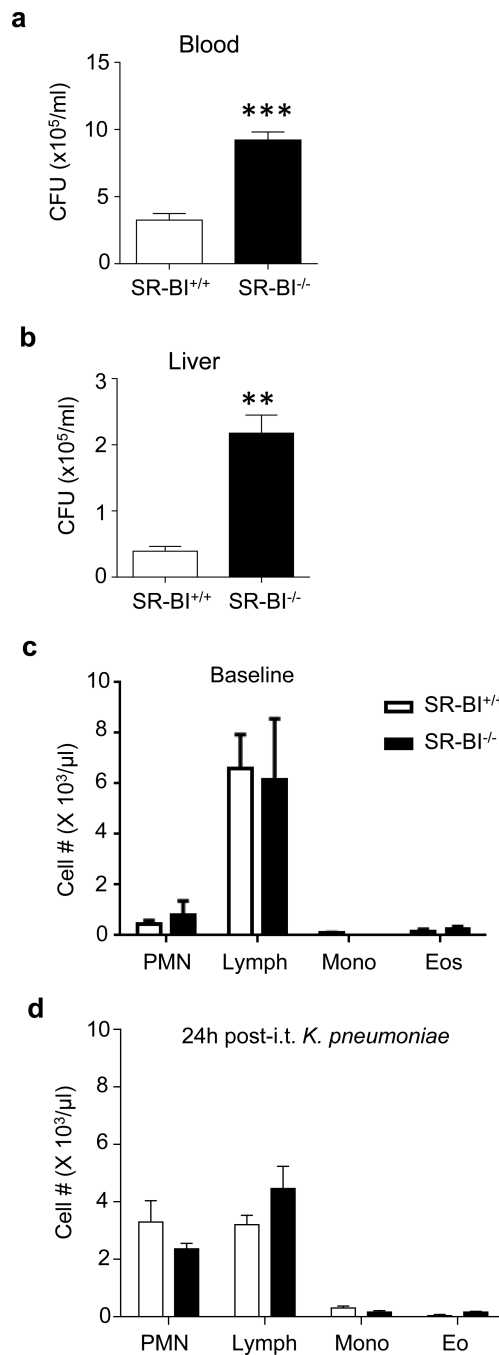 a
Blood
15
10
5
0
CFU (x10⁵/ml)
***
SR-BI⁺/⁺ SR-BI⁻/⁻
b
Liver
3
2
1
0
CFU (x10⁵/ml)
**
SR-BI⁺/⁺ SR-BI⁻/⁻
c
Baseline
10
8
6
4
2
0
Cell # (X 10³/µl)
SR-BI⁺/⁺
SR-BI⁻/⁻
PMN Lymph Mono Eos
d
24h post-i.t. K. pneumoniae
10
8
6
4
2
0
Cell # (X 10³/µl)
PMN Lymph Mono Eo